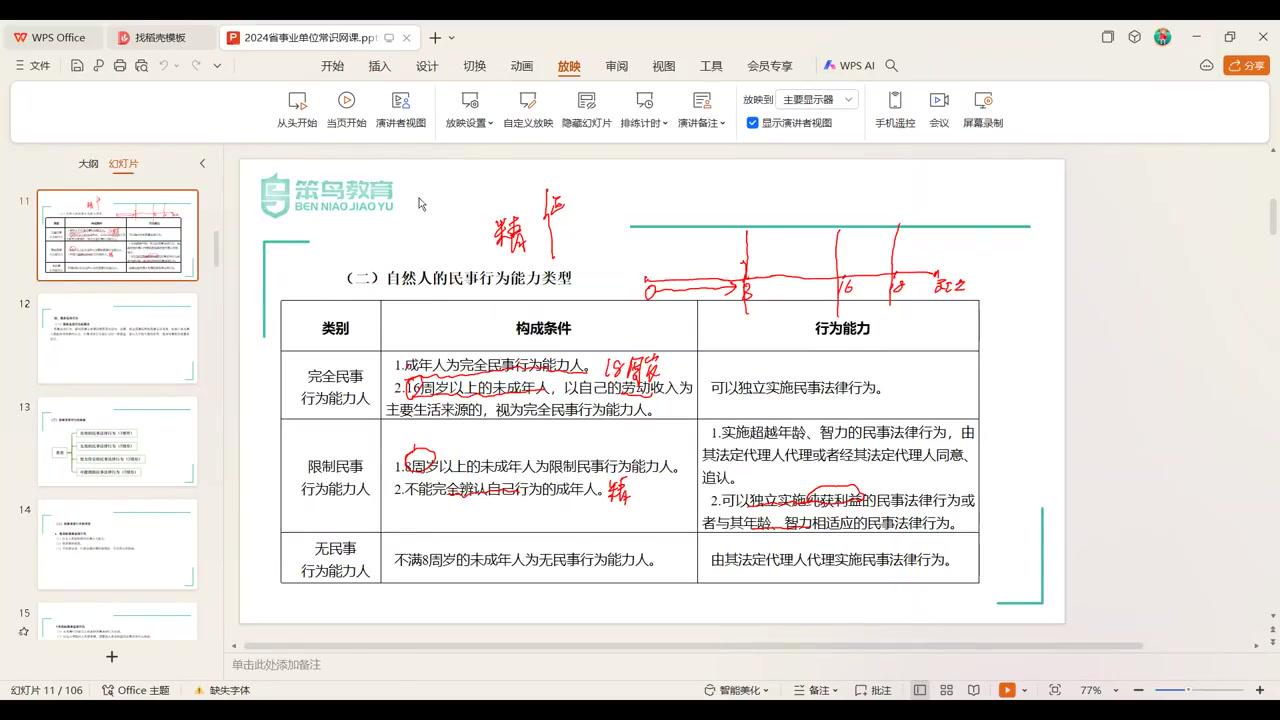 WPS Office
找稻壳模板
2024省事业单位常识网课.ppt
文件
开始
插入
设计
切换
动画
放映
审阅
视图
工具
会员专享
WPS AI
分享
从头开始
当页开始
演讲者视图
放映设置
自定义放映
隐藏幻灯片
排练计时
演讲备注
放映到
主要显示器
显示演讲者视图
手机遥控
会议
屏幕录制
大纲
幻灯片
11
12
13
14
15
笨鸟教育
BEN NIAO JIAO YU
精
（二）自然人的民事行为能力类型
0 8 16 18
类别
构成条件
行为能力
完全民事
行为能力人
1.成年人为完全民事行为能力人。 18周岁
2.16周岁以上的未成年人，以自己的劳动收入为
主要生活来源的，视为完全民事行为能力人。
可以独立实施民事法律行为。
限制民事
行为能力人
1.8周岁以上的未成年人为限制民事行为能力人。
2.不能完全辨认自己行为的成年人。 精
1.实施超越年龄、智力的民事法律行为，由
其法定代理人代理或者经其法定代理人同意、
追认。
2.可以独立实施纯获利益的民事法律行为或
者与其年龄、智力相适应的民事法律行为。
无民事
行为能力人
不满8周岁的未成年人为无民事行为能力人。
由其法定代理人代理实施民事法律行为。
单击此处添加备注
幻灯片 11 / 106
Office 主题
缺失字体
智能美化
备注
批注
77%